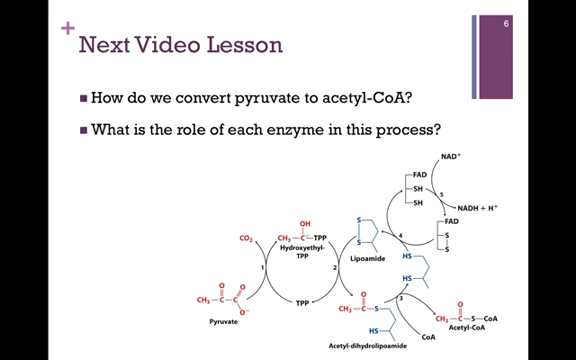 6
+
Next Video Lesson
How do we convert pyruvate to acetyl-CoA?
What is the role of each enzyme in this process?
NAD⁺
FAD
SH
SH
5
NADH + H⁺
FAD
S
S
OH
CO₂
CH₃—C⁻—TPP
Hydroxyethyl-
TPP
S
S
Lipoamide
4
HS
HS
1
2
O O
CH₃—C—C
O⁻
Pyruvate
TPP
O
CH₃—C—S
HS
Acetyl-dihydrolipoamide
3
CoA
O
CH₃—C—S—CoA
Acetyl-CoA